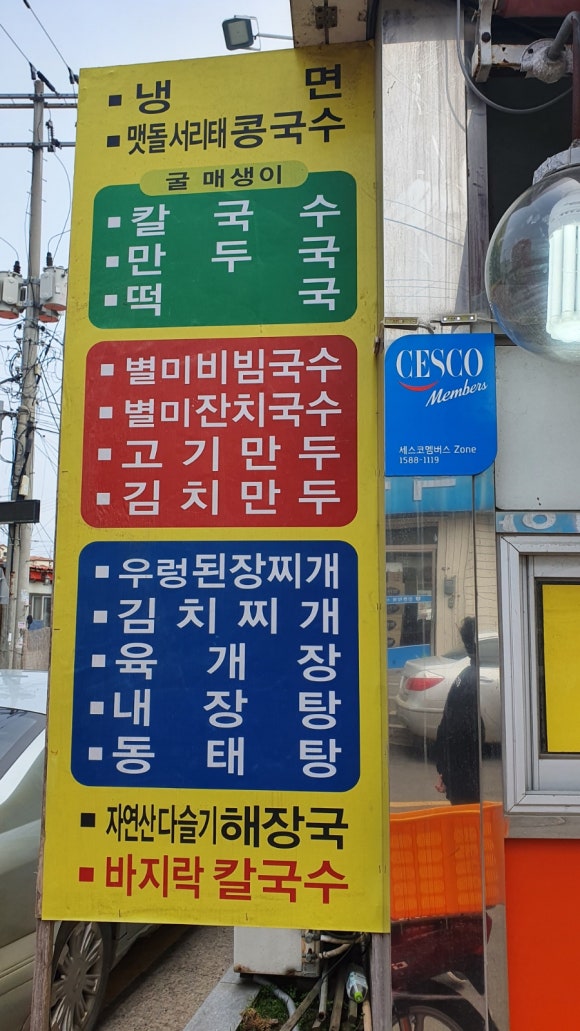 ▪냉 면
▪맷돌 서리태 콩국수
굴 매생이
▪칼 국 수
▪만 두 국
▪떡 국
▪별미비빔국수
▪별미잔치국수
▪고 기 만 두
▪김 치 만 두
▪우렁된장찌개
▪김 치 찌 개
▪육 개 장
▪내 장 탕
▪동 태 탕
▪자연산 다슬기 해장국
▪바지락 칼국수
CESCO
Members
세스코멤버스 Zone
1588-1119